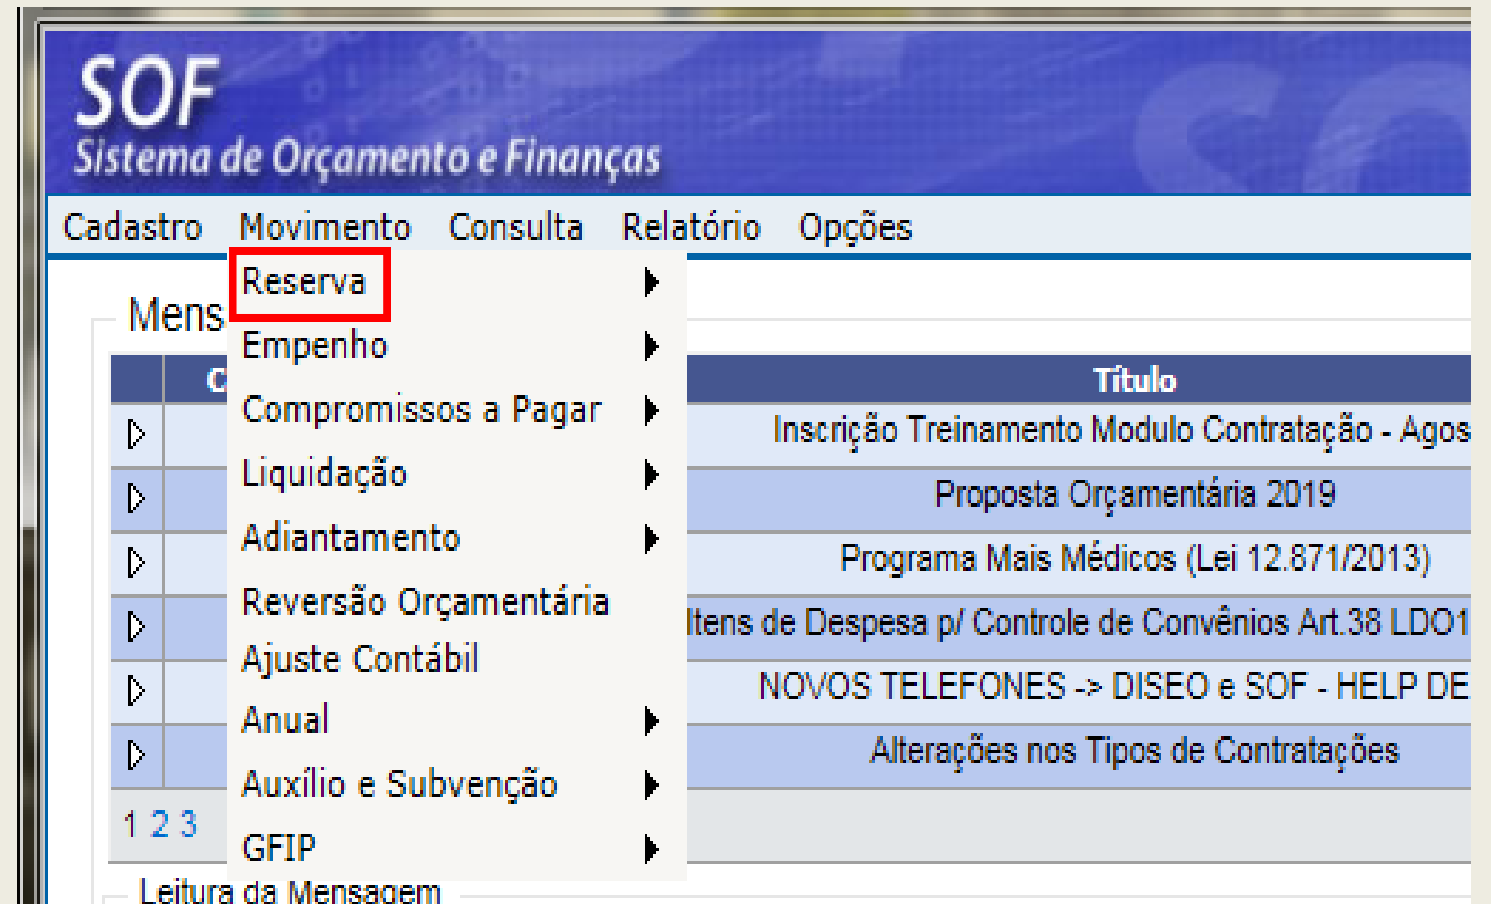 SOF
Sistema de Orçamento e Finanças
Cadastro Movimento Consulta Relatório Opções
Reserva
Mens
Empenho
C Título
Compromissos a Pagar
Inscrição Treinamento Modulo Contratação - Agos
Liquidação
Proposta Orçamentária 2019
Adiantamento
Programa Mais Médicos (Lei 12.871/2013)
Reversão Orçamentária
Itens de Despesa p/ Controle de Convênios Art.38 LDO1
Ajuste Contábil
NOVOS TELEFONES -> DISEO e SOF - HELP DE
Anual
Alterações nos Tipos de Contratações
Auxílio e Subvenção
1 2 3
GFIP
Leitura da Mensagem